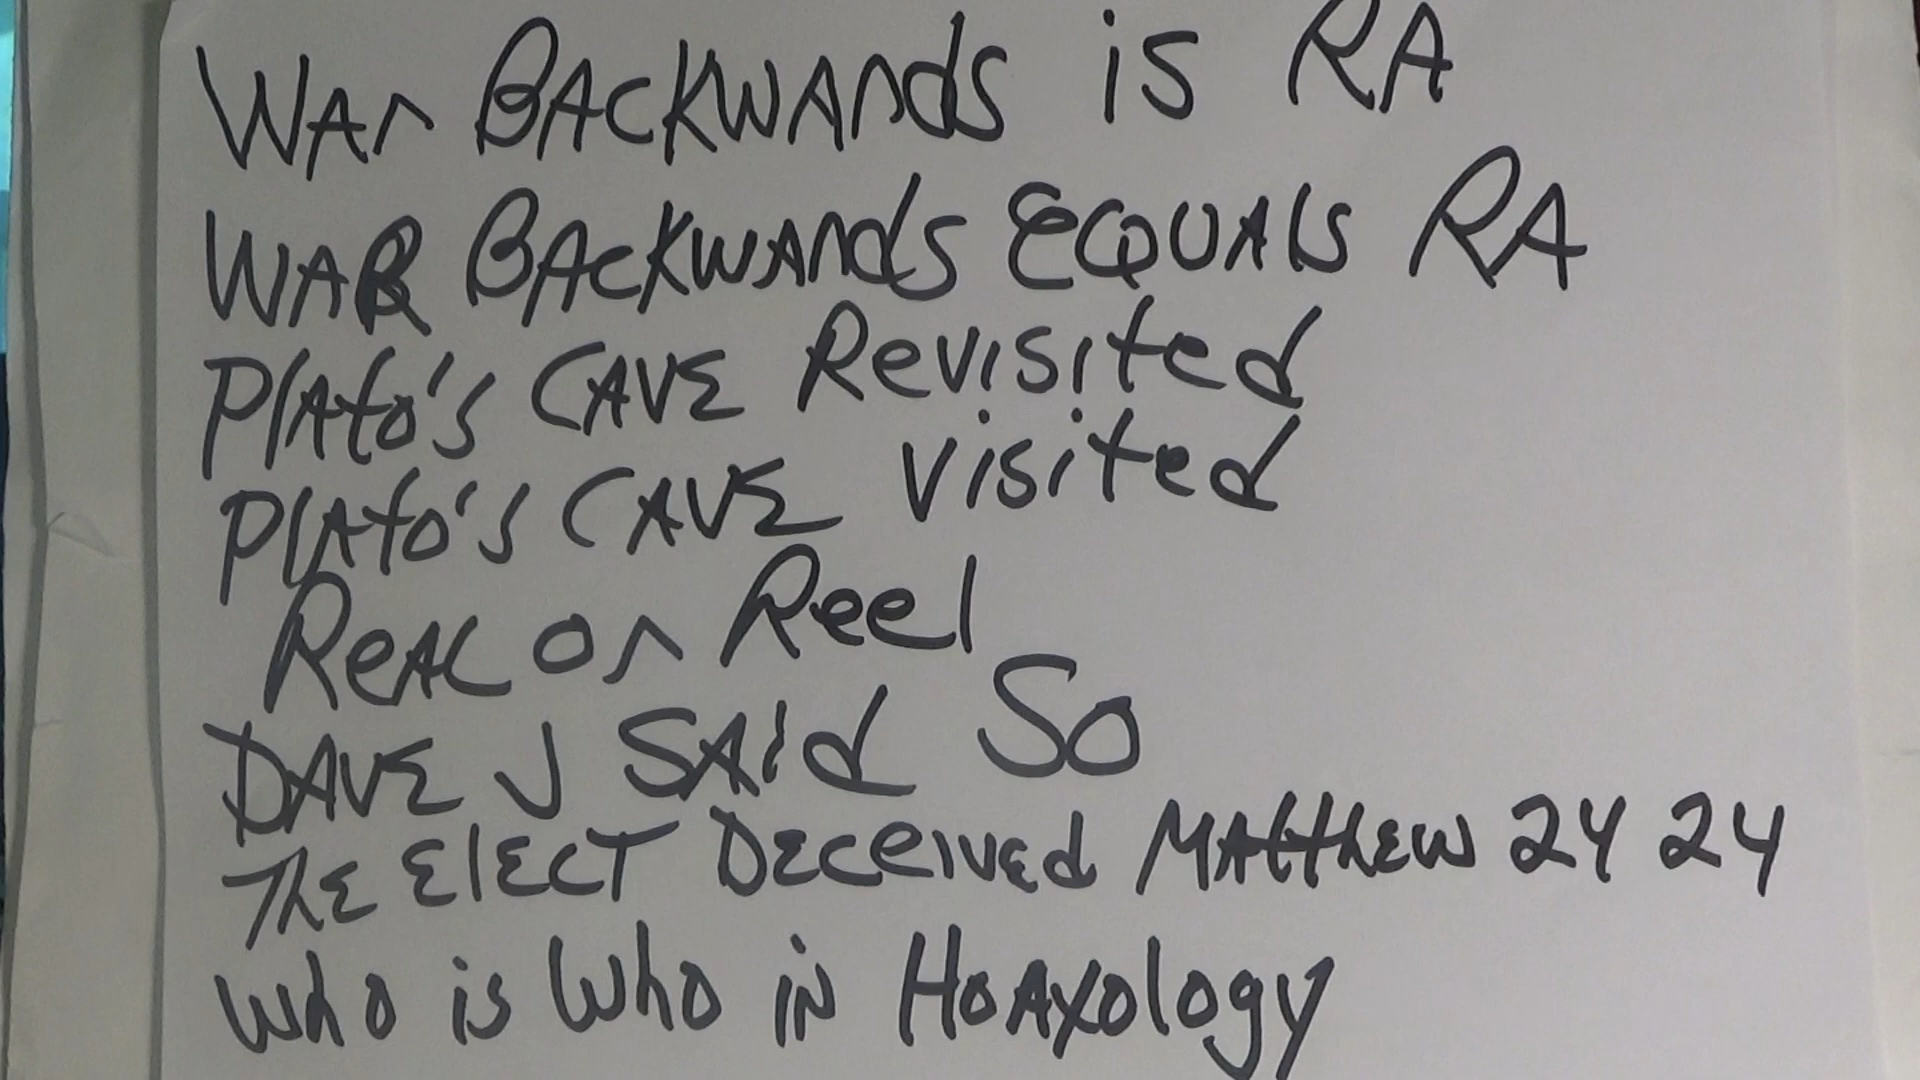 WAr BACKWArds is RA
WAR BACKWArds EQUAls RA
PlAto's CAVE Revisited
PlAto's CAVE Visited
ReAL or Reel
DAVE J SAid So
ThE ElECT DEceivEd MAtthEw 24 24
Who is Who iN HoAxology